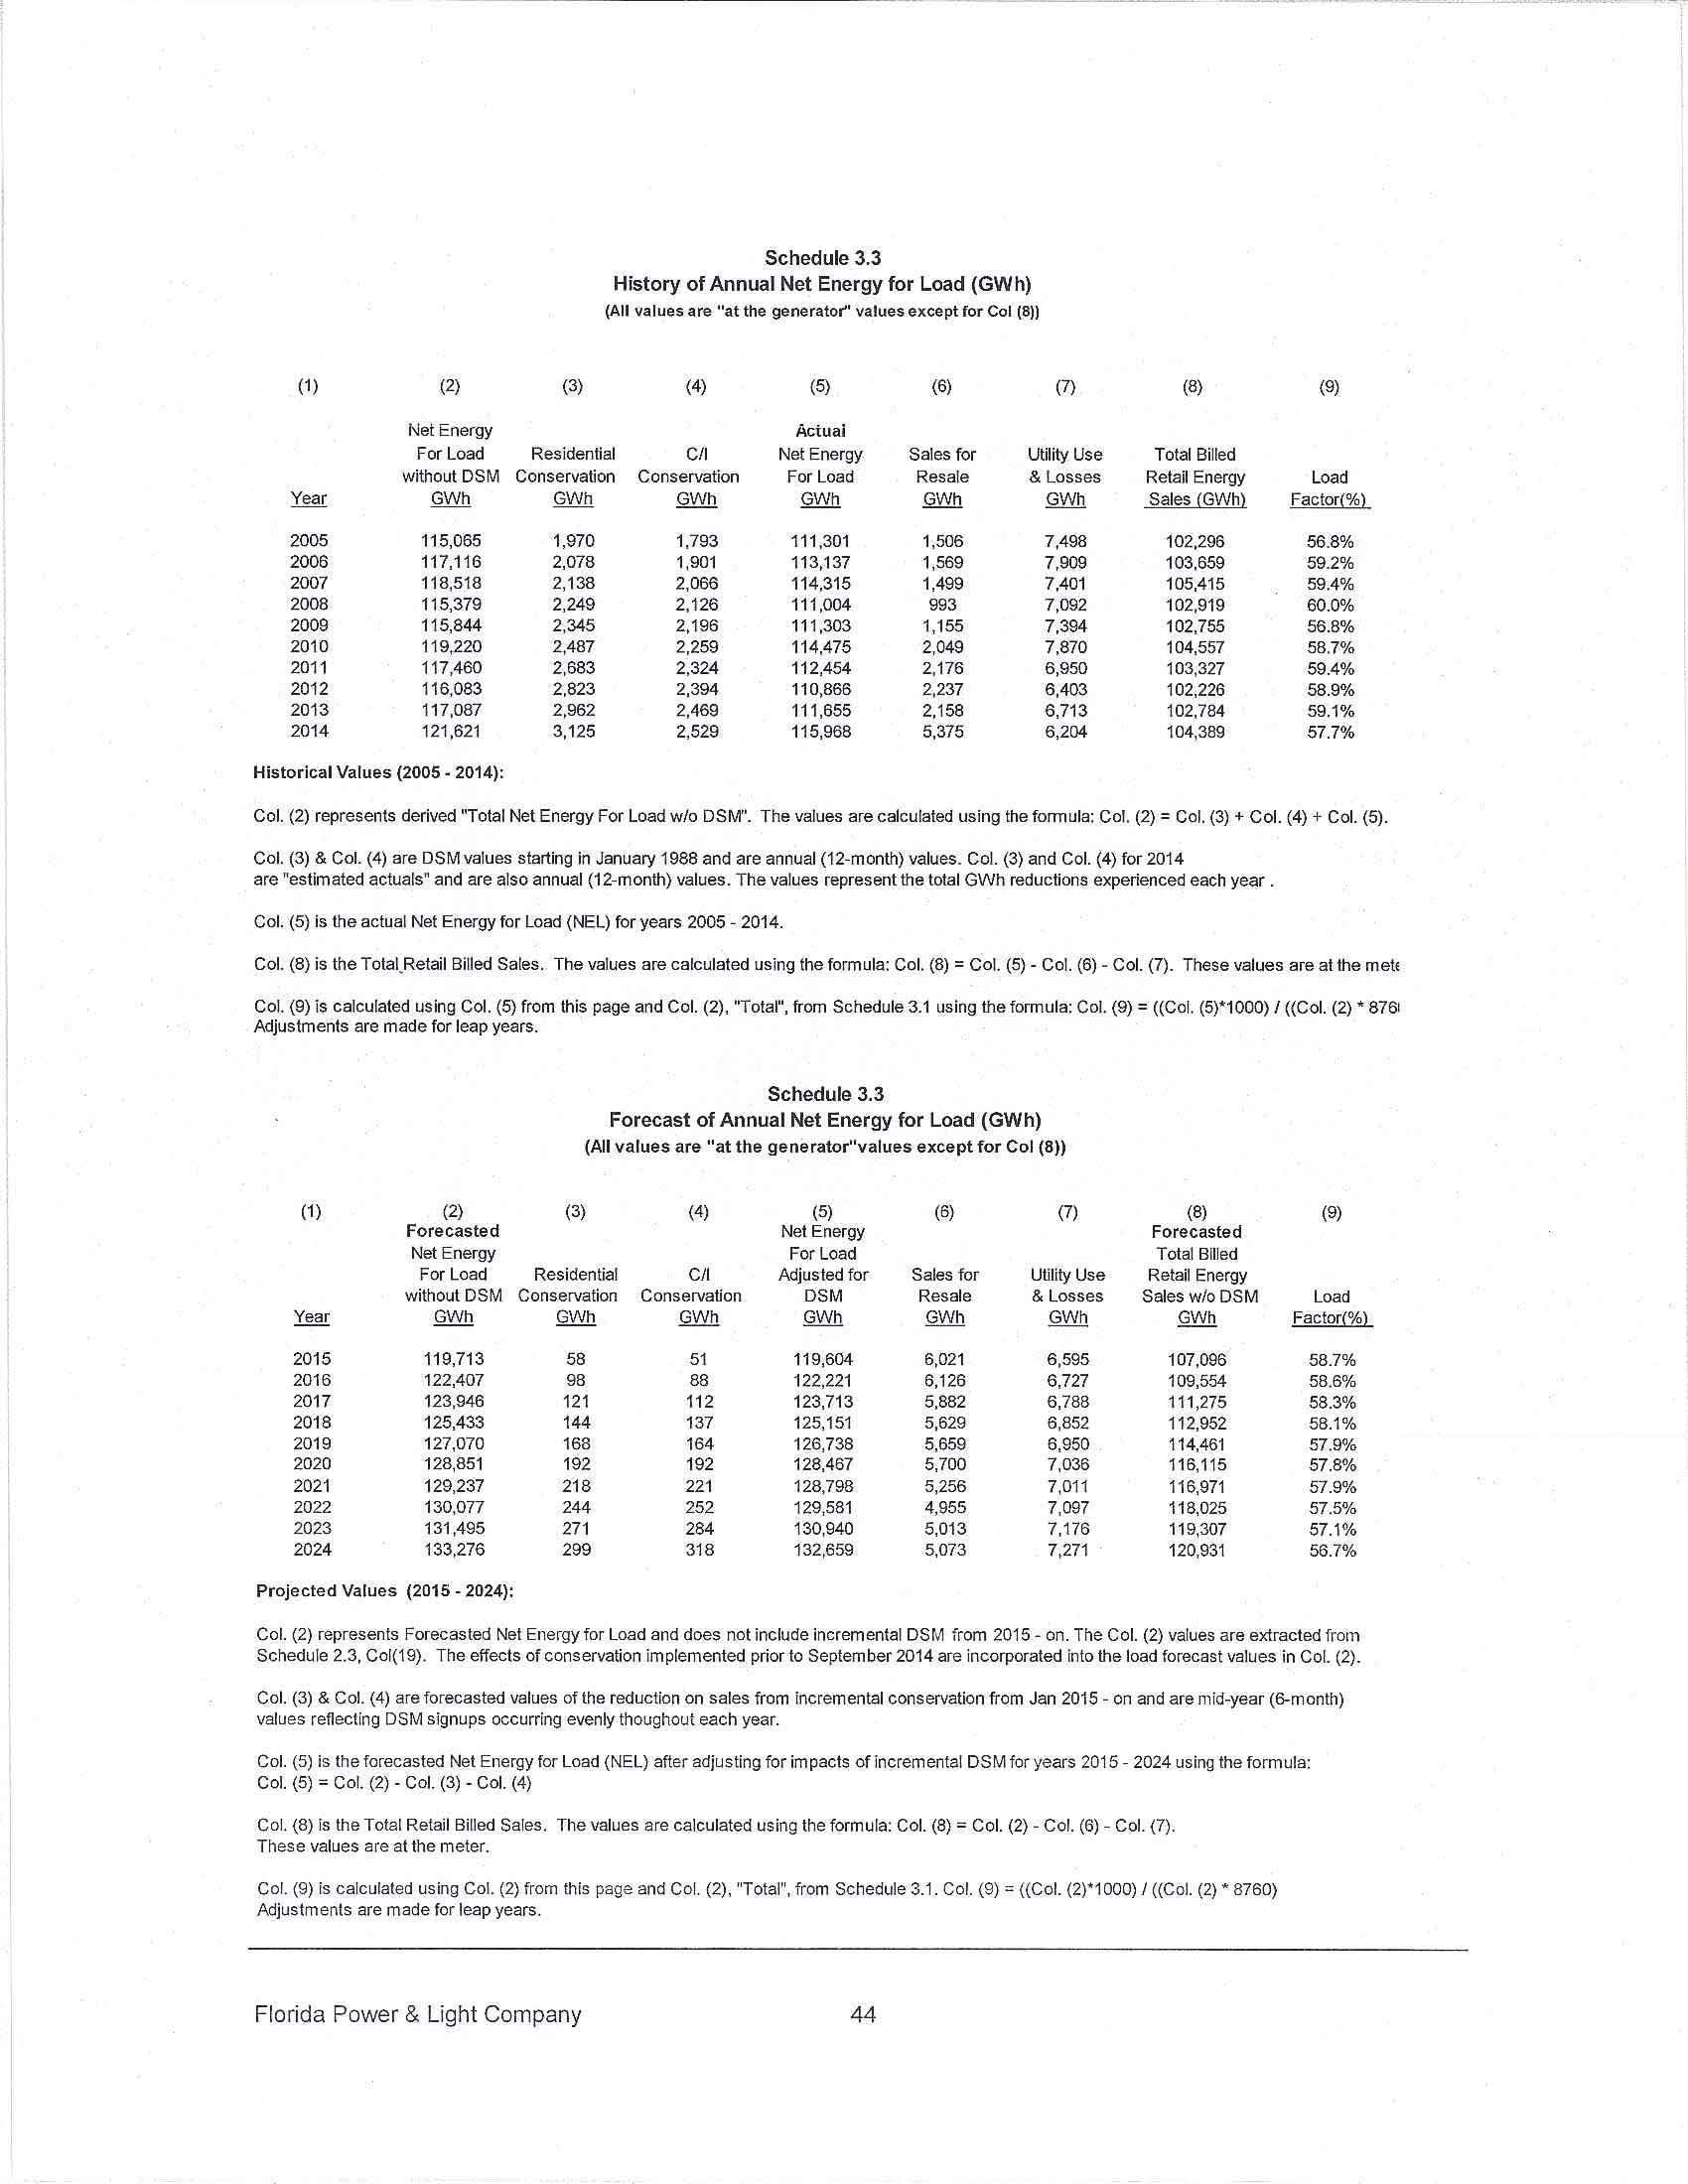 Schedule 3.3
History of Annual Net Energy for Load (GWh)
(All values are "at the generator" values except for Col (8))
(1) (2) (3) (4) (5) (6) (7) (8) (9)
Net Energy Actual
For Load Residential C/I Net Energy Sales for Utility Use Total Billed
without DSM Conservation Conservation For Load Resale & Losses Retail Energy Load
Year GWh GWh GWh GWh GWh GWh Sales (GWh) Factor(%)
2005 115,065 1,970 1,793 111,301 1,506 7,498 102,296 56.8%
2006 117,116 2,078 1,901 113,137 1,569 7,909 103,659 59.2%
2007 118,518 2,138 2,066 114,315 1,499 7,401 105,415 59.4%
2008 115,379 2,249 2,126 111,004 993 7,092 102,919 60.0%
2009 115,844 2,345 2,196 111,303 1,155 7,394 102,755 56.8%
2010 119,220 2,487 2,259 114,475 2,049 7,870 104,557 58.7%
2011 117,460 2,683 2,324 112,454 2,176 6,950 103,327 59.4%
2012 116,083 2,823 2,394 110,866 2,237 6,403 102,226 58.9%
2013 117,087 2,962 2,469 111,655 2,158 6,713 102,784 59.1%
2014 121,621 3,125 2,529 115,968 5,375 6,204 104,389 57.7%
Historical Values (2005 - 2014):
Col. (2) represents derived "Total Net Energy For Load w/o DSM". The values are calculated using the formula: Col. (2) = Col. (3) + Col. (4) + Col. (5).
Col. (3) & Col. (4) are DSM values starting in January 1988 and are annual (12-month) values. Col. (3) and Col. (4) for 2014
are "estimated actuals" and are also annual (12-month) values. The values represent the total GWh reductions experienced each year .
Col. (5) is the actual Net Energy for Load (NEL) for years 2005 - 2014.
Col. (8) is the Total Retail Billed Sales. The values are calculated using the formula: Col. (8) = Col. (5) - Col. (6) - Col. (7). These values are at the
Col. (9) is calculated using Col. (5) from this page and Col. (2), "Total", from Schedule 3.1 using the formula: Col. (9) = ((Col. (5)*1000) / ((Col. (2) * 876
Adjustments are made for leap years.
Schedule 3.3
Forecast of Annual Net Energy for Load (GWh)
(All values are "at the generator"values except for Col (8))
(1) (2) (3) (4) (5) (6) (7) (8) (9)
Forecasted Net Energy Forecasted
Net Energy For Load Total Billed
For Load Residential C/I Adjusted for Sales for Utility Use Retail Energy
without DSM Conservation Conservation DSM Resale & Losses Sales w/o DSM Load
Year GWh GWh GWh GWh GWh GWh GWh Factor(%)
2015 119,713 58 51 119,604 6,021 6,595 107,096 58.7%
2016 122,407 98 88 122,221 6,126 6,727 109,554 58.6%
2017 123,946 121 112 123,713 5,882 6,788 111,275 58.3%
2018 125,433 144 137 125,151 5,629 6,852 112,952 58.1%
2019 127,070 168 164 126,738 5,659 6,950 114,461 57.9%
2020 128,851 192 192 128,467 5,700 7,036 116,115 57.8%
2021 129,237 218 221 128,798 5,256 7,011 116,971 57.9%
2022 130,077 244 252 129,581 4,955 7,097 118,025 57.5%
2023 131,495 271 284 130,940 5,013 7,176 119,307 57.1%
2024 133,276 299 318 132,659 5,073 7,271 120,931 56.7%
Projected Values (2015 - 2024):
Col. (2) represents Forecasted Net Energy for Load and does not include incremental DSM from 2015 - on. The Col. (2) values are extracted from
Schedule 2.3, Col(19). The effects of conservation implemented prior to September 2014 are incorporated into the load forecast values in Col. (2).
Col. (3) & Col. (4) are forecasted values of the reduction on sales from incremental conservation from Jan 2015 - on and are mid-year (6-month)
values reflecting DSM signups occurring evenly thoughout each year.
Col. (5) is the forecasted Net Energy for Load (NEL) after adjusting for impacts of incremental DSM for years 2015 - 2024 using the formula:
Col. (5) = Col. (2) - Col. (3) - Col. (4)
Col. (8) is the Total Retail Billed Sales. The values are calculated using the formula: Col. (8) = Col. (2) - Col. (6) - Col. (7).
These values are at the meter.
Col. (9) is calculated using Col. (2) from this page and Col. (2), "Total", from Schedule 3.1. Col. (9) = ((Col. (2)*1000) / ((Col. (2) * 8760)
Adjustments are made for leap years.
Florida Power & Light Company 44